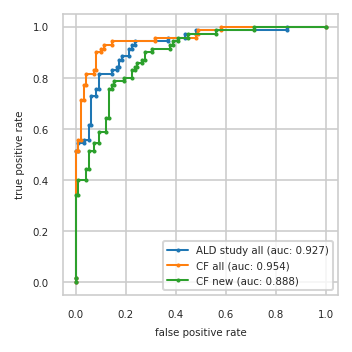 1.0
0.8
0.6
0.4
0.2
0.0
true positive rate
ALD study all (auc: 0.927)
CF all (auc: 0.954)
CF new (auc: 0.888)
0.0 0.2 0.4 0.6 0.8 1.0
false positive rate